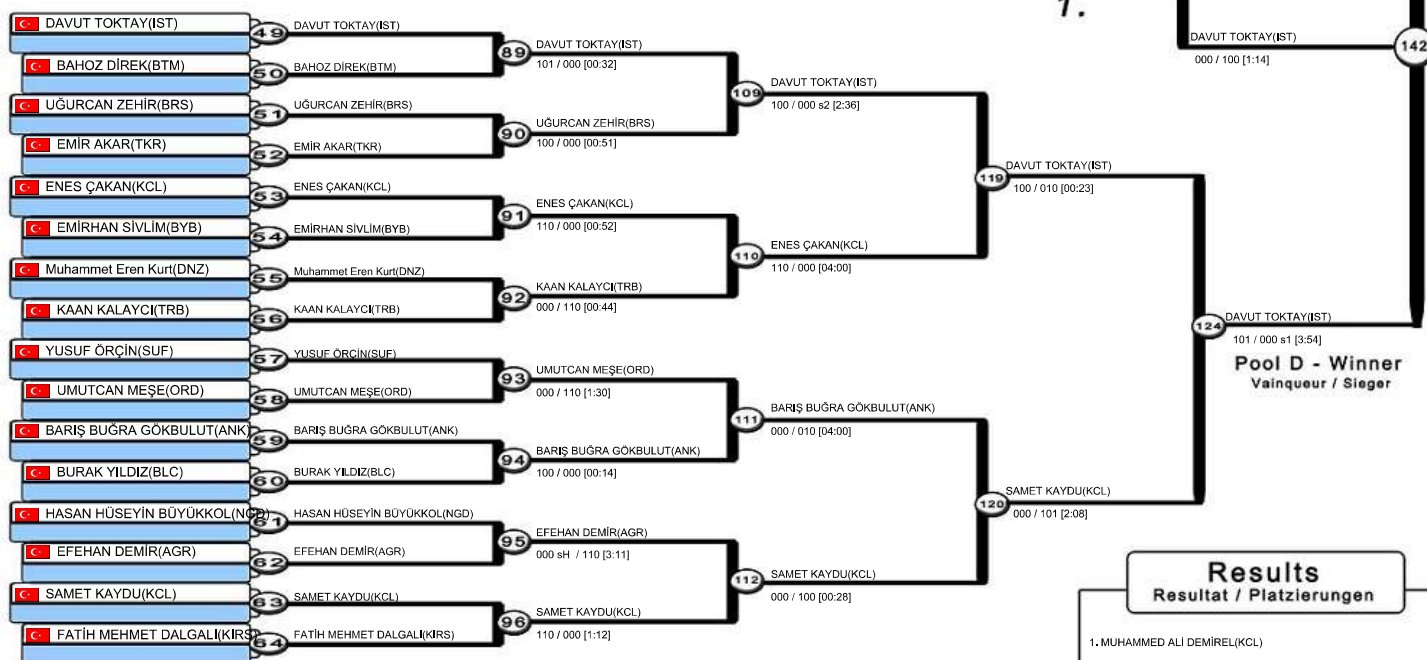 1.
DAVUT TOKTAY(IST)
000 / 100 [1:14]
142
DAVUT TOKTAY(IST)
BAHOZ DİREK(BTM)
UĞURCAN ZEHİR(BRS)
EMİR AKAR(TKR)
ENES ÇAKAN(KCL)
EMİRHAN SİVLİM(BYB)
Muhammet Eren Kurt(DNZ)
KAAN KALAYCI(TRB)
YUSUF ÖRÇİN(SUF)
UMUTCAN MEŞE(ORD)
BARIŞ BUĞRA GÖKBULUT(ANK)
BURAK YILDIZ(BLC)
HASAN HÜSEYİN BÜYÜKKOL(NGD)
EFEHAN DEMİR(AGR)
SAMET KAYDU(KCL)
FATİH MEHMET DALGALI(KIRS)
49 DAVUT TOKTAY(IST)
50 BAHOZ DİREK(BTM)
51 UĞURCAN ZEHİR(BRS)
52 EMİR AKAR(TKR)
53 ENES ÇAKAN(KCL)
54 EMİRHAN SİVLİM(BYB)
55 Muhammet Eren Kurt(DNZ)
56 KAAN KALAYCI(TRB)
57 YUSUF ÖRÇİN(SUF)
58 UMUTCAN MEŞE(ORD)
59 BARIŞ BUĞRA GÖKBULUT(ANK)
60 BURAK YILDIZ(BLC)
61 HASAN HÜSEYİN BÜYÜKKOL(NGD)
62 EFEHAN DEMİR(AGR)
63 SAMET KAYDU(KCL)
64 FATİH MEHMET DALGALI(KIRS)
89 DAVUT TOKTAY(IST)
101 / 000 [00:32]
90 UĞURCAN ZEHİR(BRS)
100 / 000 [00:51]
91 ENES ÇAKAN(KCL)
110 / 000 [00:52]
92 KAAN KALAYCI(TRB)
000 / 110 [00:44]
93 UMUTCAN MEŞE(ORD)
000 / 110 [1:30]
94 BARIŞ BUĞRA GÖKBULUT(ANK)
100 / 000 [00:14]
95 EFEHAN DEMİR(AGR)
000 sH / 110 [3:11]
96 SAMET KAYDU(KCL)
110 / 000 [1:12]
109 DAVUT TOKTAY(IST)
100 / 000 s2 [2:36]
110 ENES ÇAKAN(KCL)
110 / 000 [04:00]
111 BARIŞ BUĞRA GÖKBULUT(ANK)
000 / 010 [04:00]
112 SAMET KAYDU(KCL)
000 / 100 [00:28]
119 DAVUT TOKTAY(IST)
100 / 010 [00:23]
120 SAMET KAYDU(KCL)
000 / 101 [2:08]
124 DAVUT TOKTAY(IST)
101 / 000 s1 [3:54]
Pool D - Winner
Vainqueur / Sieger
Results
Resultat / Platzierungen
1. MUHAMMED ALİ DEMİREL(KCL)